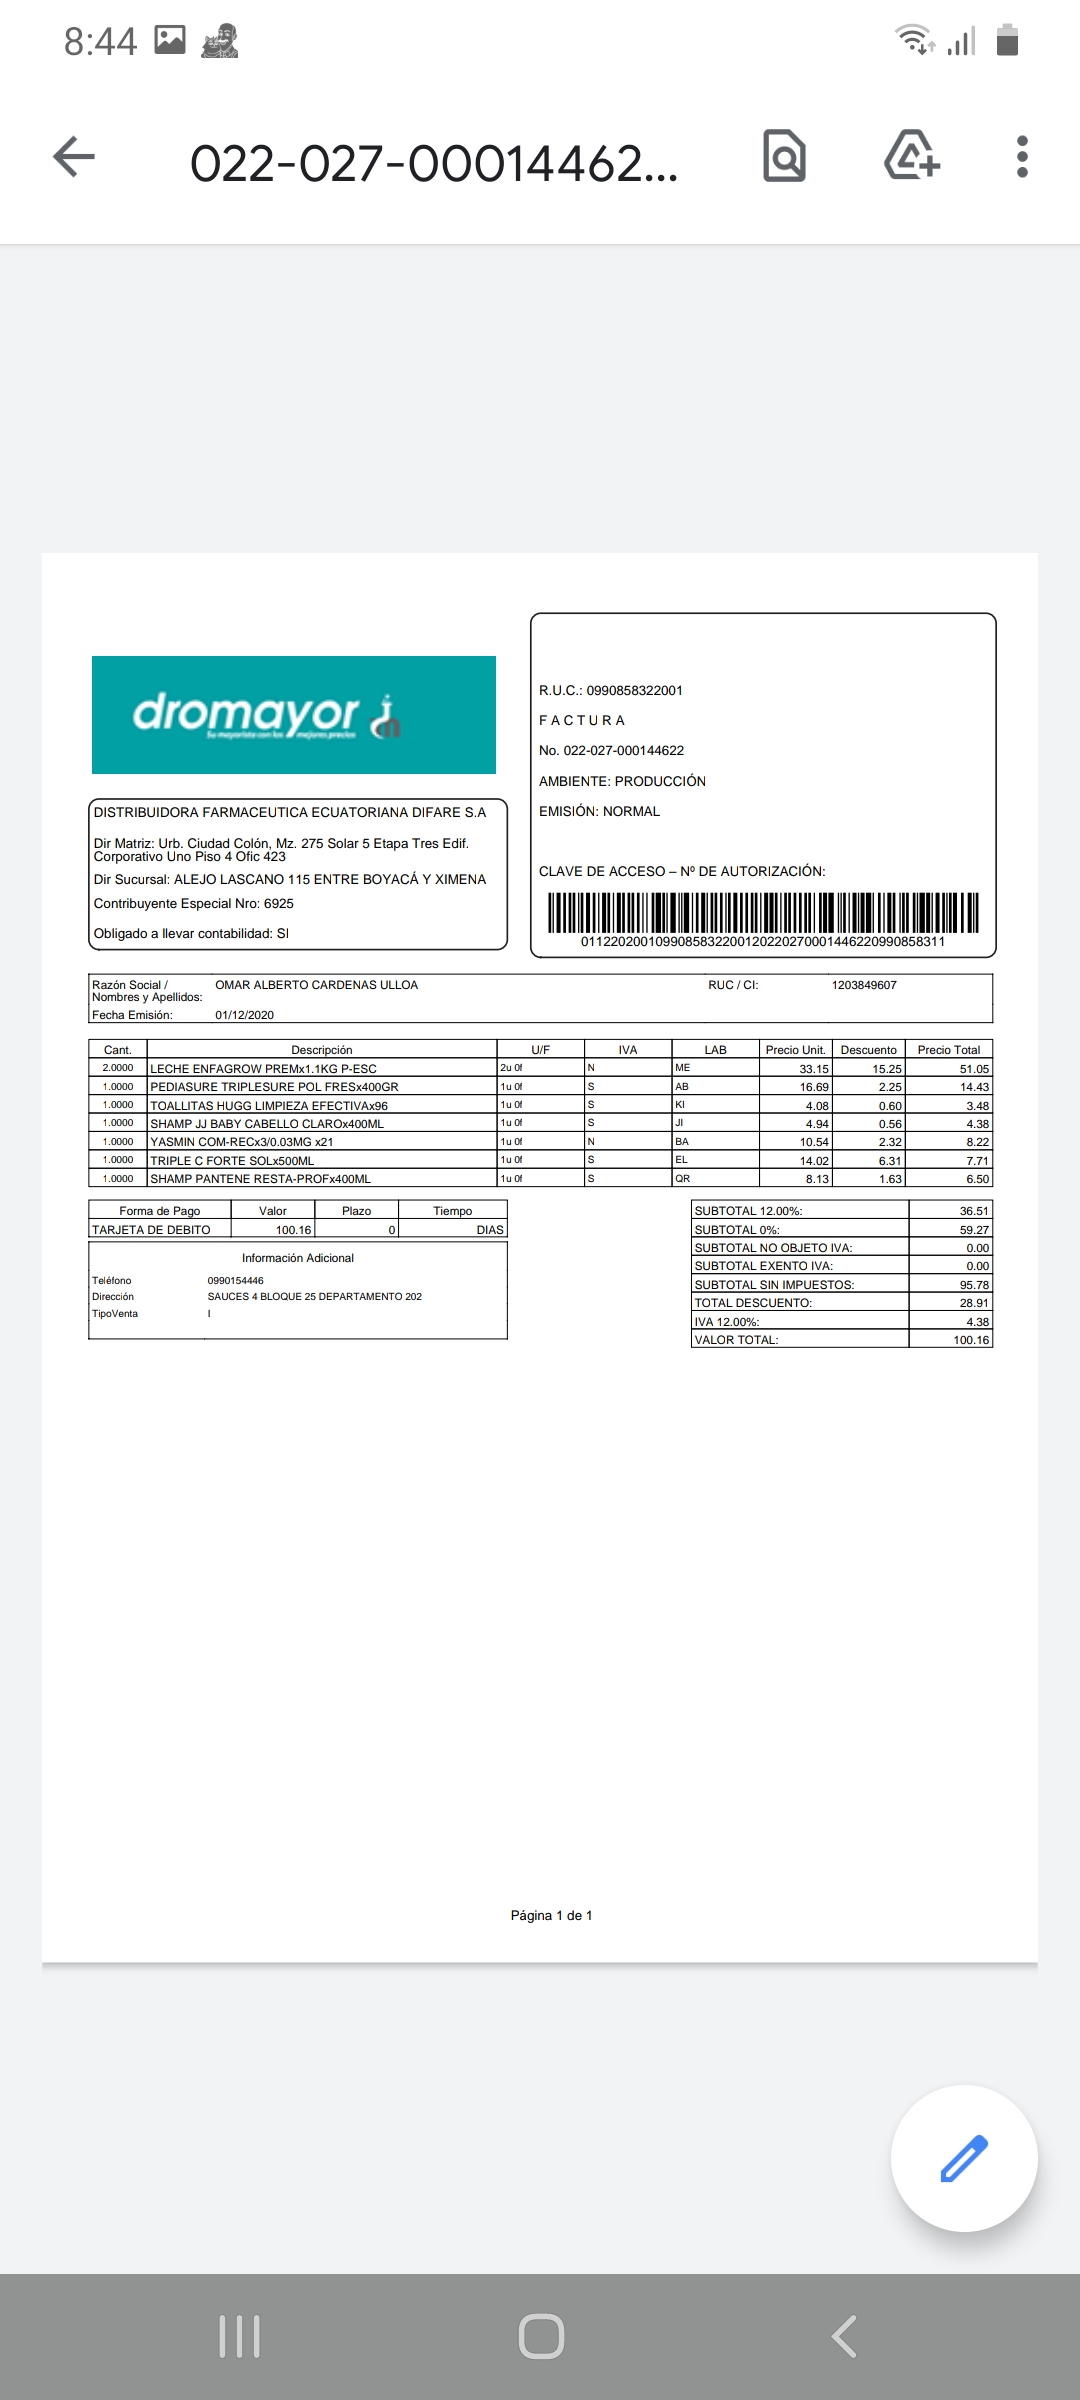 8:44
022-027-00014462...
dromayor
Su mayorista con los mejores precios
R.U.C.: 0990858322001
FACTURA
No. 022-027-000144622
AMBIENTE: PRODUCCIÓN
EMISIÓN: NORMAL
CLAVE DE ACCESO – Nº DE AUTORIZACIÓN:
0112202001099085832200120220270001446220990858311
DISTRIBUIDORA FARMACEUTICA ECUATORIANA DIFARE S.A
Dir Matriz: Urb. Ciudad Colón, Mz. 275 Solar 5 Etapa Tres Edif.
Corporativo Uno Piso 4 Ofic 423
Dir Sucursal: ALEJO LASCANO 115 ENTRE BOYACÁ Y XIMENA
Contribuyente Especial Nro: 6925
Obligado a llevar contabilidad: SI
Razón Social / Nombres y Apellidos: OMAR ALBERTO CARDENAS ULLOA RUC / CI: 1203849607
Fecha Emisión: 01/12/2020
Cant. Descripción U/F IVA LAB Precio Unit. Descuento Precio Total
2.0000 LECHE ENFAGROW PREMx1.1KG P-ESC 2u 0f N ME 33.15 15.25 51.05
1.0000 PEDIASURE TRIPLESURE POL FRESx400GR 1u 0f S AB 16.69 2.25 14.43
1.0000 TOALLITAS HUGG LIMPIEZA EFECTIVAx96 1u 0f S KI 4.08 0.60 3.48
1.0000 SHAMP JJ BABY CABELLO CLAROx400ML 1u 0f S JI 4.94 0.56 4.38
1.0000 YASMIN COM-RECx3/0.03MG x21 1u 0f N BA 10.54 2.32 8.22
1.0000 TRIPLE C FORTE SOLx500ML 1u 0f S EL 14.02 6.31 7.71
1.0000 SHAMP PANTENE RESTA-PROFx400ML 1u 0f S QR 8.13 1.63 6.50
Forma de Pago Valor Plazo Tiempo
TARJETA DE DEBITO 100.16 0 DIAS
Información Adicional
Teléfono 0990154446
Dirección SAUCES 4 BLOQUE 25 DEPARTAMENTO 202
TipoVenta I
SUBTOTAL 12.00%: 36.51
SUBTOTAL 0%: 59.27
SUBTOTAL NO OBJETO IVA: 0.00
SUBTOTAL EXENTO IVA: 0.00
SUBTOTAL SIN IMPUESTOS: 95.78
TOTAL DESCUENTO: 28.91
IVA 12.00%: 4.38
VALOR TOTAL: 100.16
Página 1 de 1